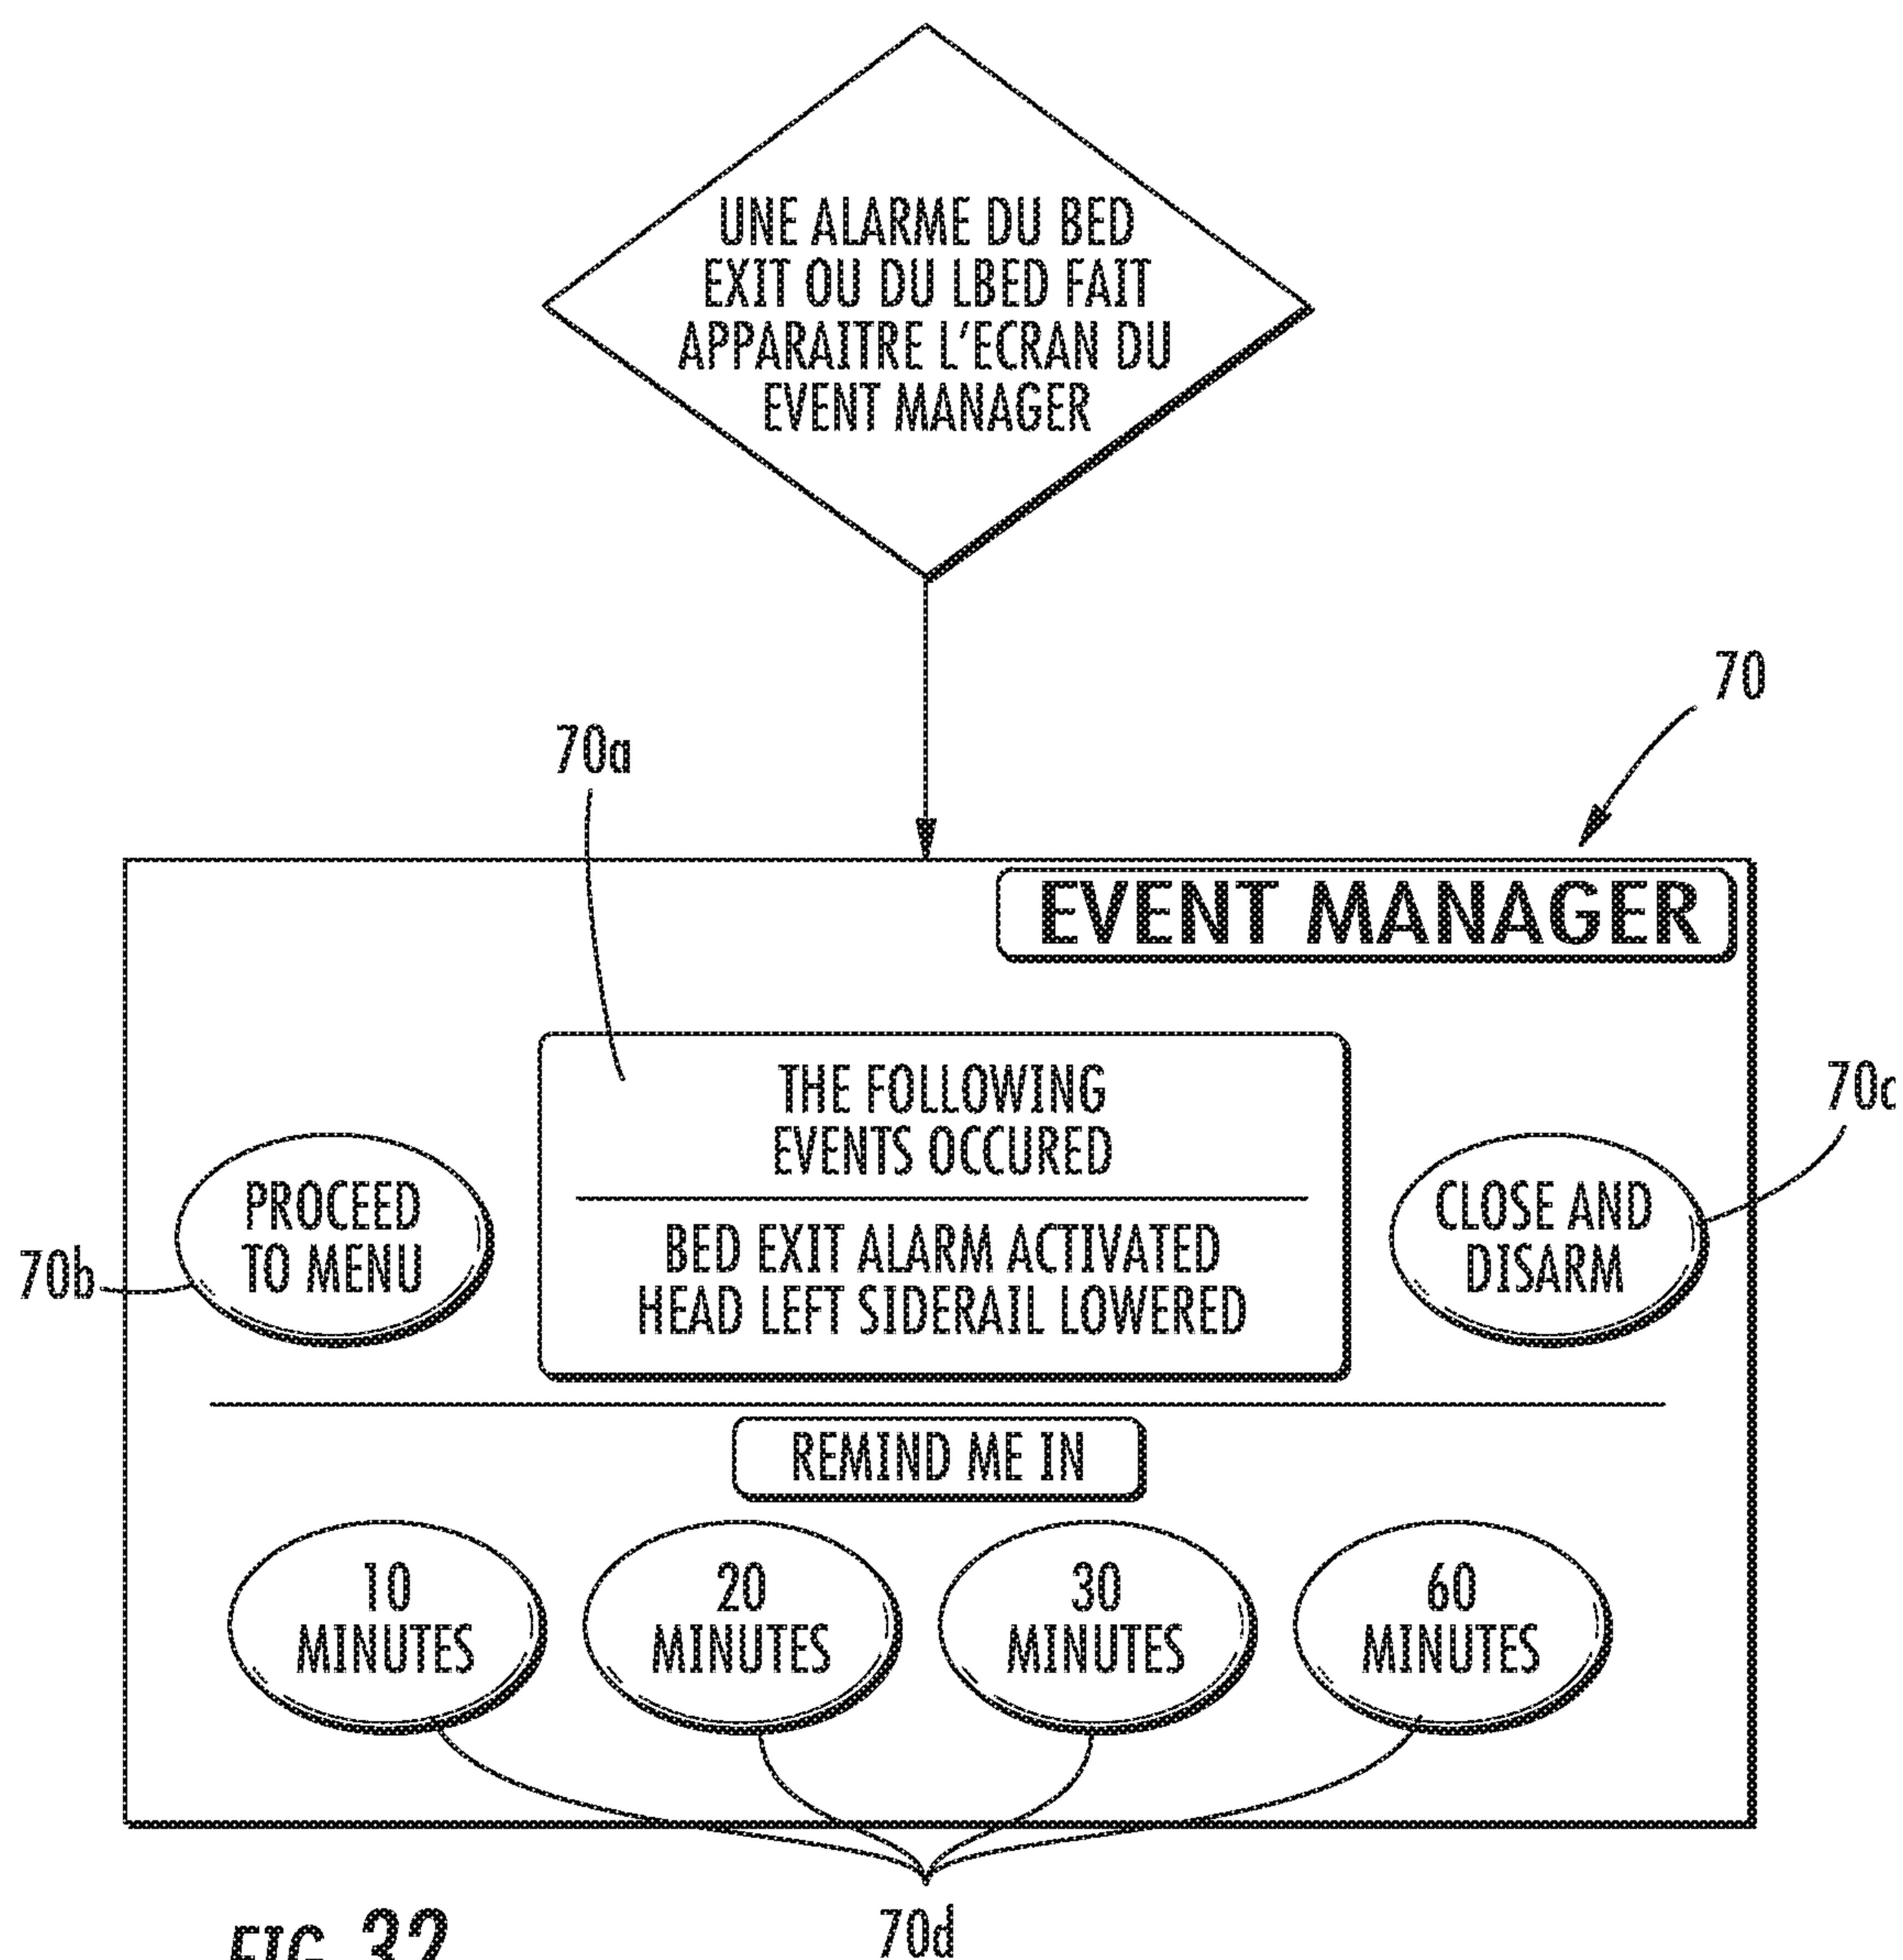 UNE ALARME DU BED
EXIT OU DU LBED FAIT
APPARAITRE L'ECRAN DU
EVENT MANAGER
70
70a
EVENT MANAGER
THE FOLLOWING
EVENTS OCCURED
70c
PROCEED
TO MENU
CLOSE AND
DISARM
70b
BED EXIT ALARM ACTIVATED
HEAD LEFT SIDERAIL LOWERED
REMIND ME IN
10
MINUTES
20
MINUTES
30
MINUTES
60
MINUTES
70d
FIG. 32